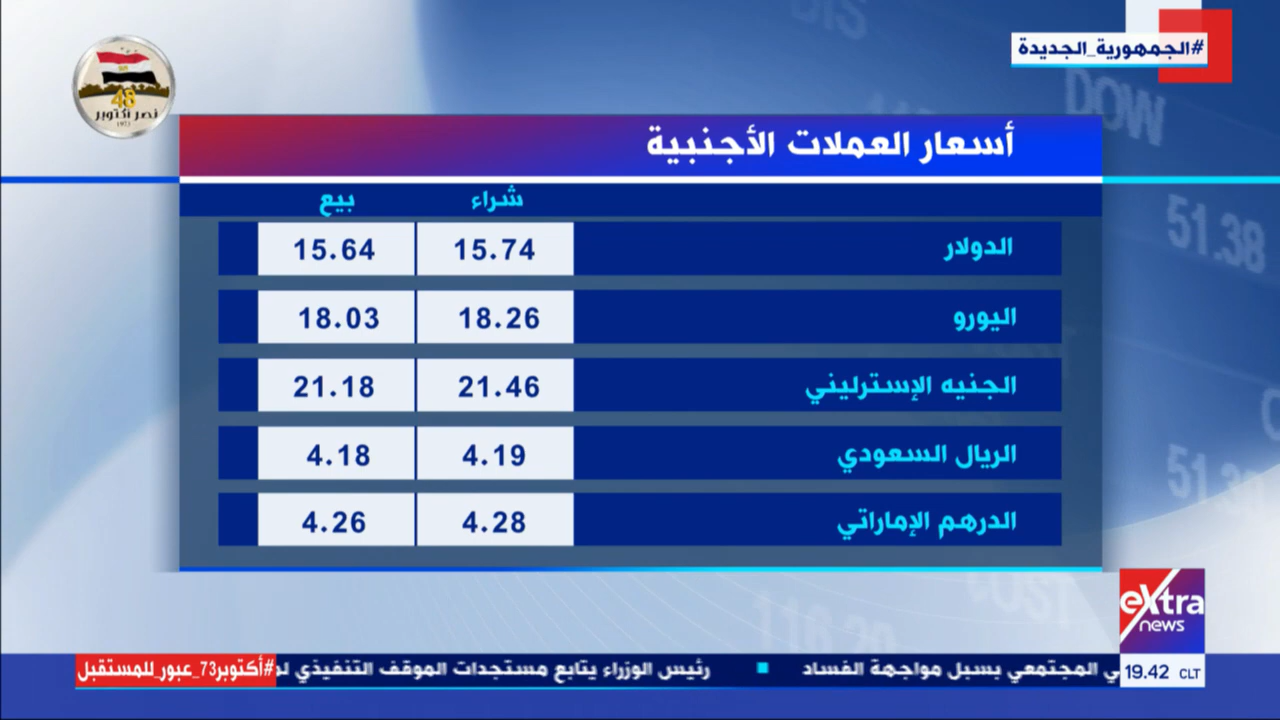 #الجمهورية_الجديدة
48
نصر أكتوبر
أسعار العملات الأجنبية
شراء بيع
الدولار 15.74 15.64
اليورو 18.26 18.03
الجنيه الإسترليني 21.46 21.18
الريال السعودي 4.19 4.18
الدرهم الإماراتي 4.28 4.26
DOW
51.38
116.20
eXtra
news
19.42 CLT
المجتمعي بسبل مواجهة الفساد ■ رئيس الوزراء يتابع مستجدات الموقف التنفيذي
#أكتوبر73_عبور_للمستقبل